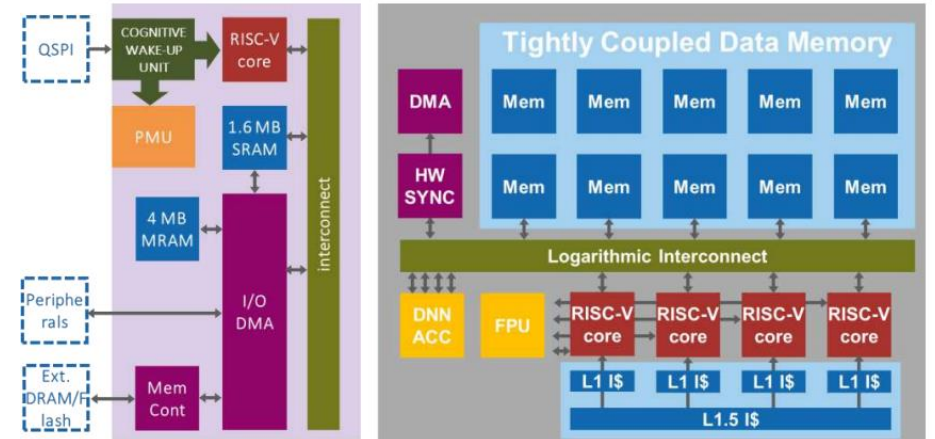 QSPI
COGNITIVE
WAKE-UP
UNIT
RISC-V
core
PMU
1.6 MB
SRAM
4 MB
MRAM
interconnect
Periphe
rals
I/O
DMA
Ext.
DRAM/F
lash
Mem
Cont
Tightly Coupled Data Memory
DMA
Mem
Mem
Mem
Mem
Mem
HW
SYNC
Mem
Mem
Mem
Mem
Mem
Logarithmic Interconnect
DNN
ACC
FPU
RISC-V
core
RISC-V
core
RISC-V
core
RISC-V
core
L1 I$
L1 I$
L1 I$
L1 I$
L1.5 I$